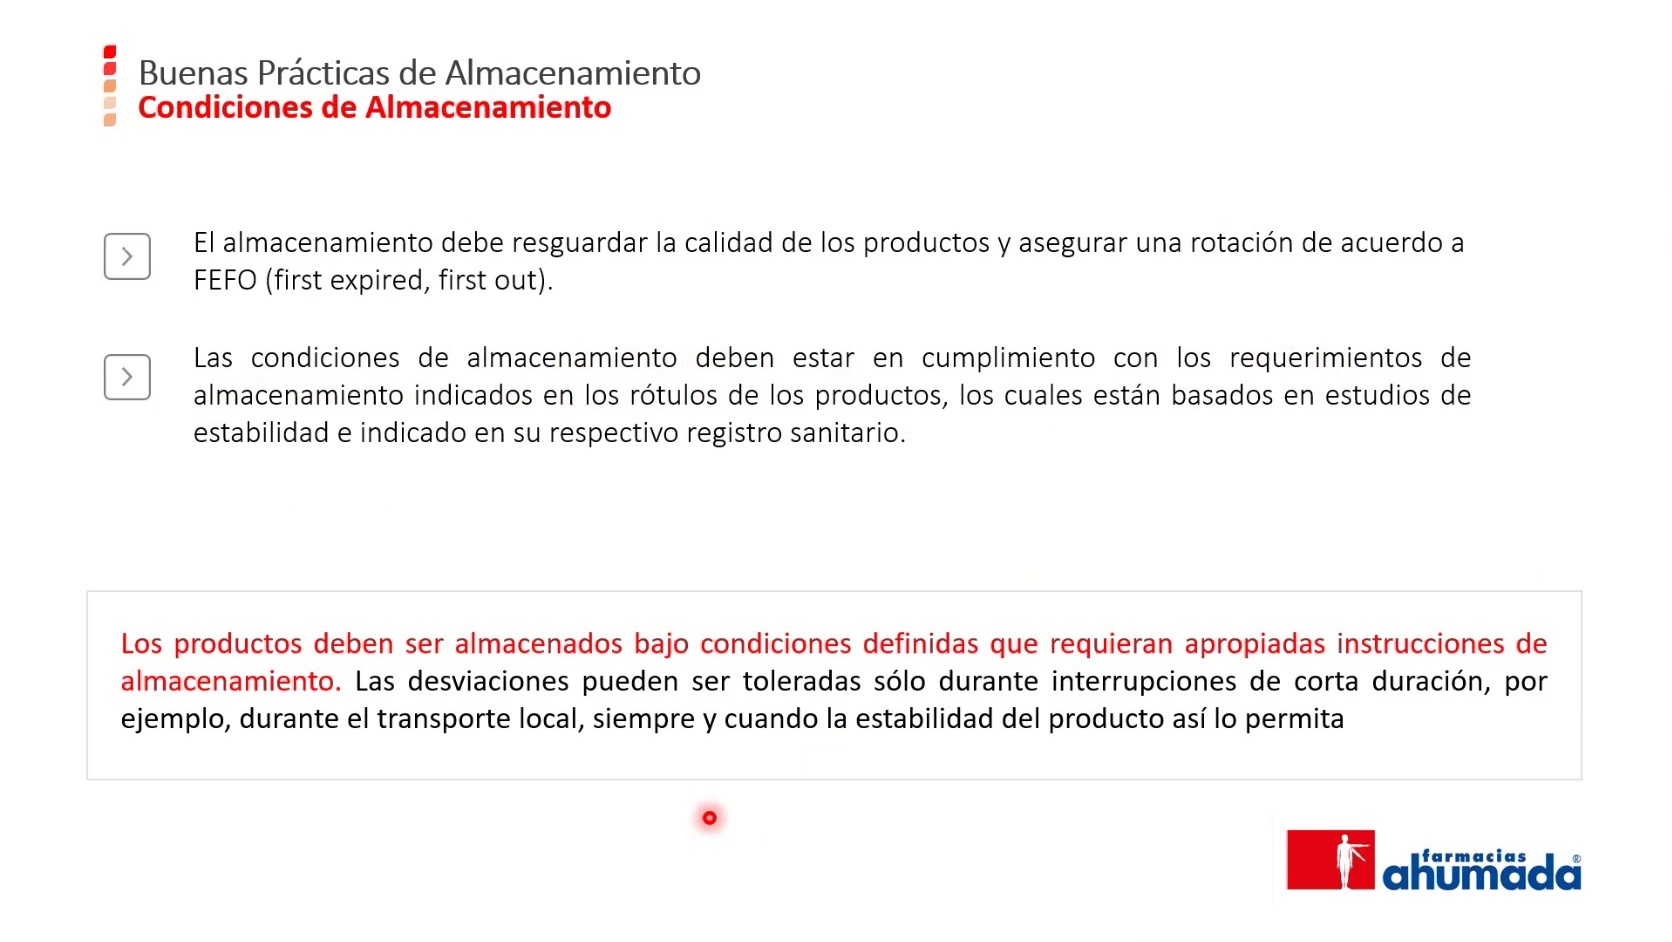 Buenas Prácticas de Almacenamiento
Condiciones de Almacenamiento
El almacenamiento debe resguardar la calidad de los productos y asegurar una rotación de acuerdo a
FEFO (first expired, first out).
Las condiciones de almacenamiento deben estar en cumplimiento con los requerimientos de
almacenamiento indicados en los rótulos de los productos, los cuales están basados en estudios de
estabilidad e indicado en su respectivo registro sanitario.
Los productos deben ser almacenados bajo condiciones definidas que requieran apropiadas instrucciones de
almacenamiento. Las desviaciones pueden ser toleradas sólo durante interrupciones de corta duración, por
ejemplo, durante el transporte local, siempre y cuando la estabilidad del producto así lo permita
farmacias
ahumada®